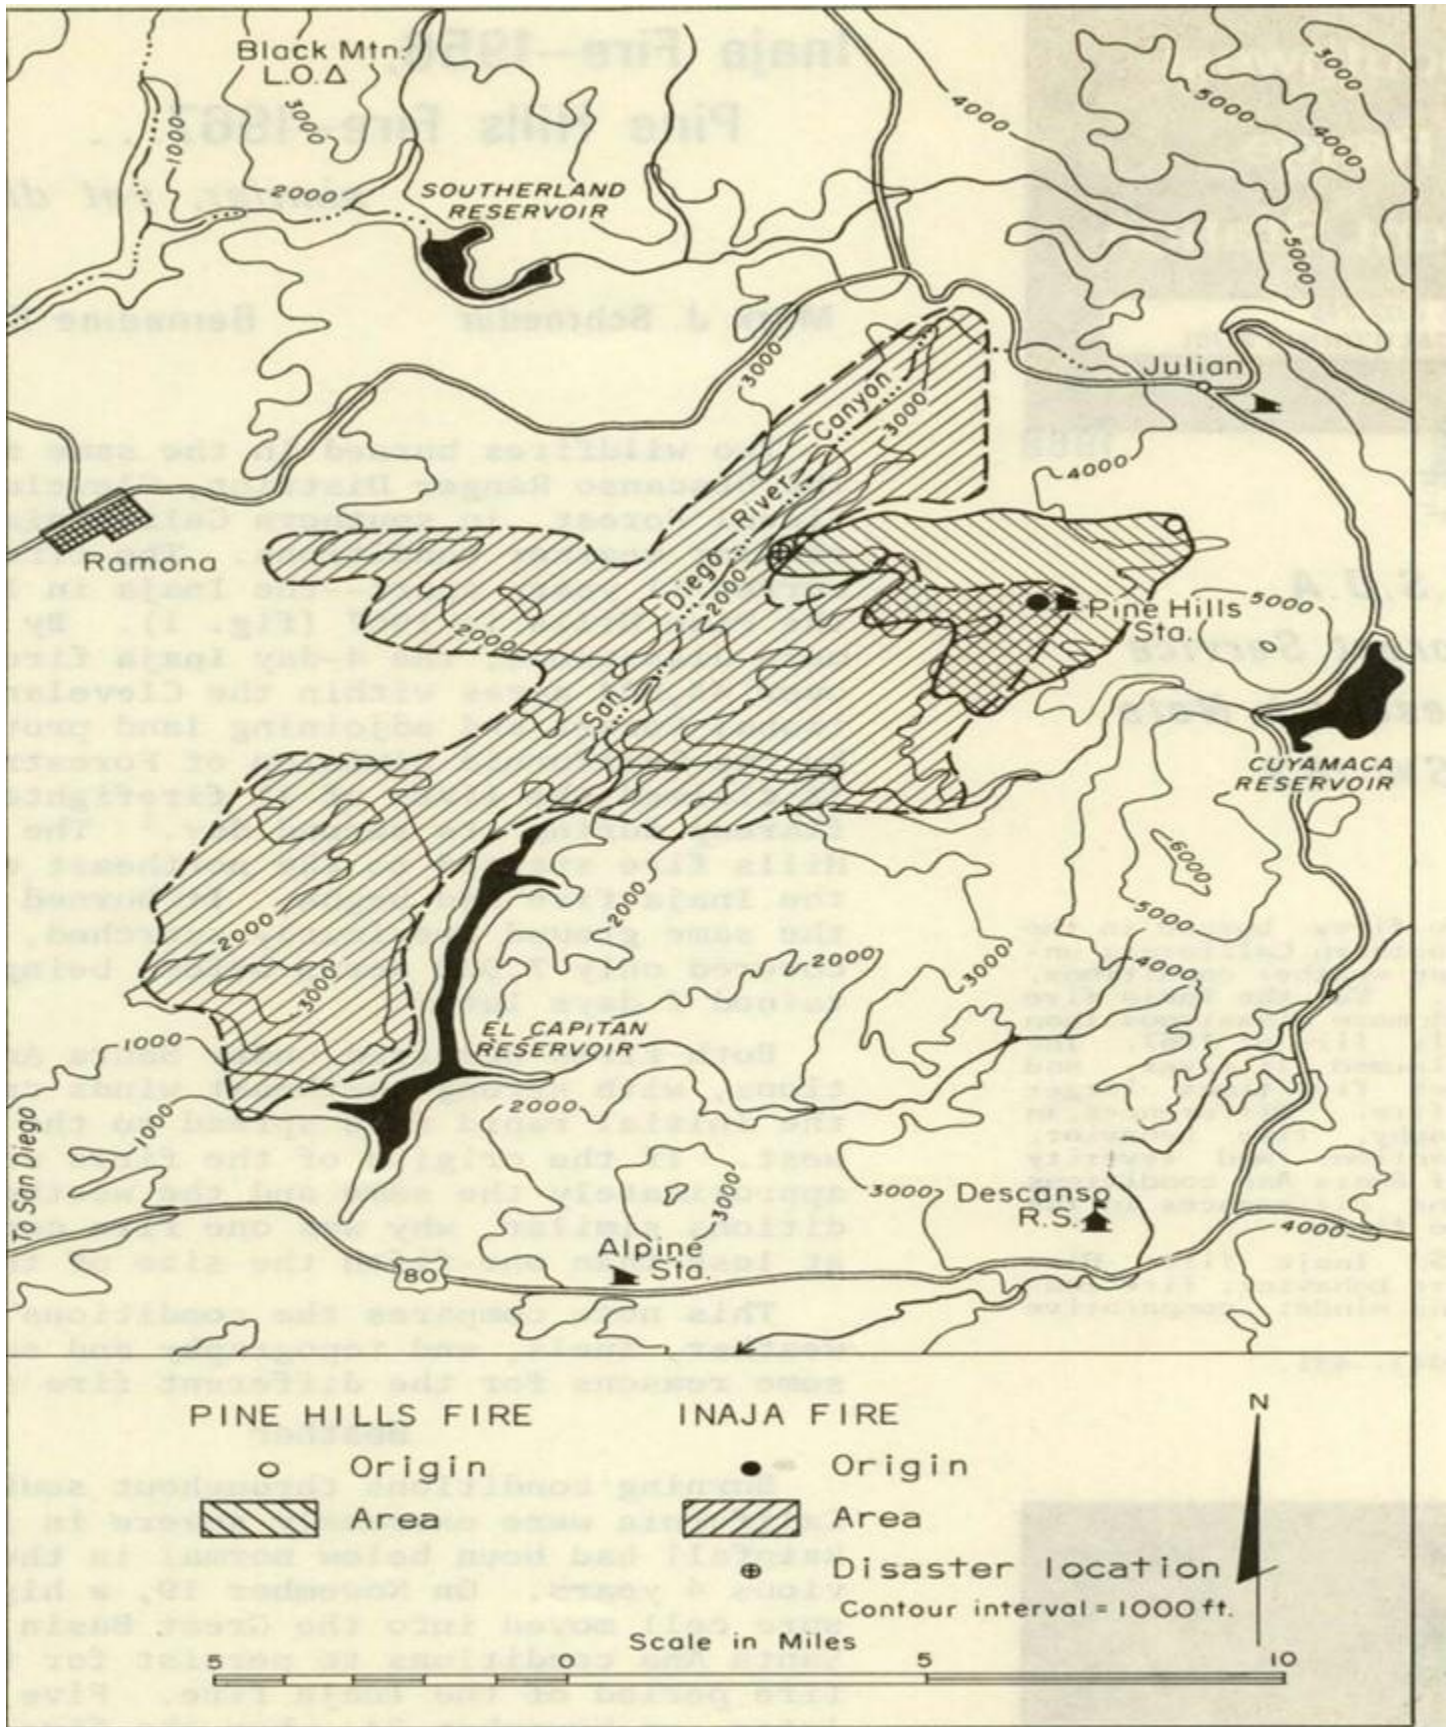 Black Mtn.
L.O.
3000
1000
2000
SOUTHERLAND
RESERVOIR
4000
5000
3000
4000
5000
3000
Julian
Canyon
3000
4000
Ramona
River
Diego
2000
San
2000
Pine Hills
Sta.
5000
CUYAMACA
RESERVOIR
6000
5000
2000
2000
2000
3000
4000
3000
1000
EL CAPITAN
RESERVOIR
2000
1000
To San Diego
3000
3000
Descanso
R.S.
4000
Alpine
Sta.
80
PINE HILLS FIRE
INAJA FIRE
Origin
Origin
Area
Area
Disaster location
Contour interval = 1000 ft.
N
Scale in Miles
5 0 5 10